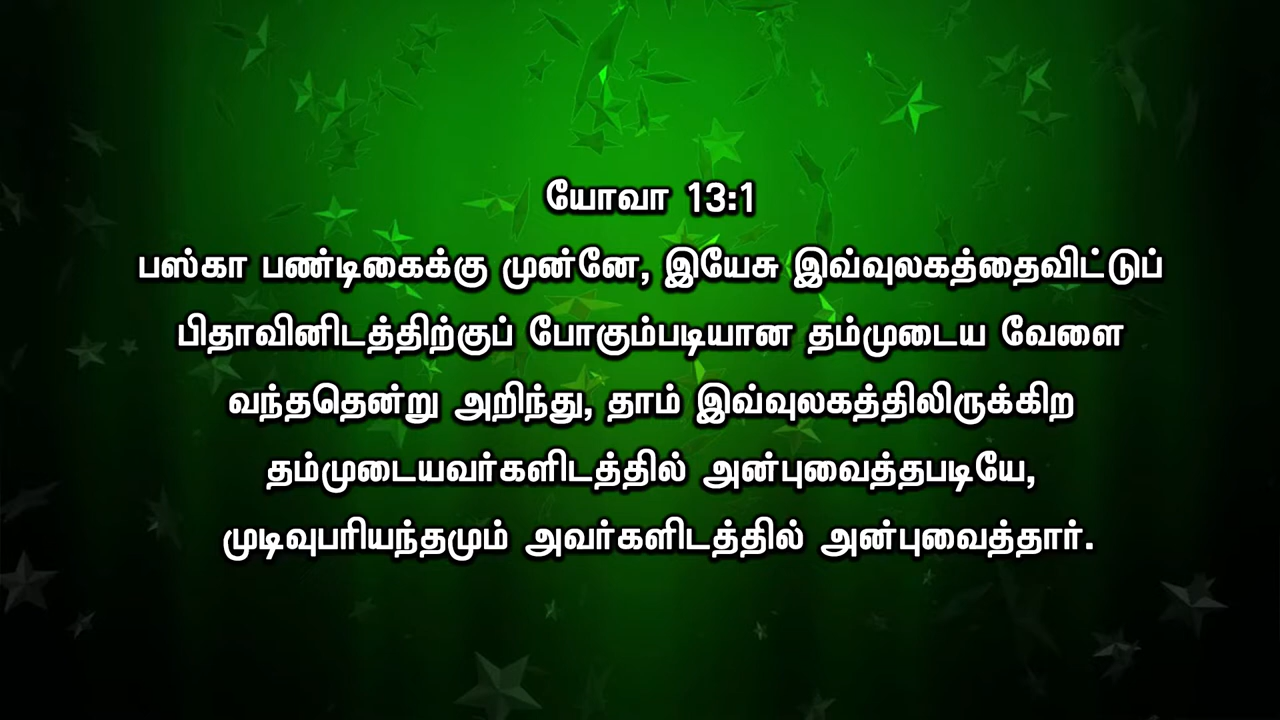 யோவா 13:1
பஸ்கா பண்டிகைக்கு முன்னே, இயேசு இவ்வுலகத்தைவிட்டுப்
பிதாவினிடத்திற்குப் போகும்படியான தம்முடைய வேளை
வந்ததென்று அறிந்து, தாம் இவ்வுலகத்திலிருக்கிற
தம்முடையவர்களிடத்தில் அன்புவைத்தபடியே,
முடிவுபரியந்தமும் அவர்களிடத்தில் அன்புவைத்தார்.